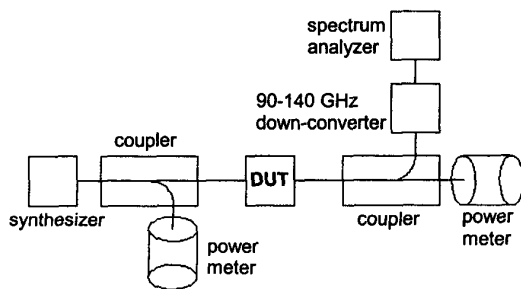 spectrum
analyzer
90-140 GHz
down-converter
coupler
DUT
synthesizer
coupler
power
meter
power
meter